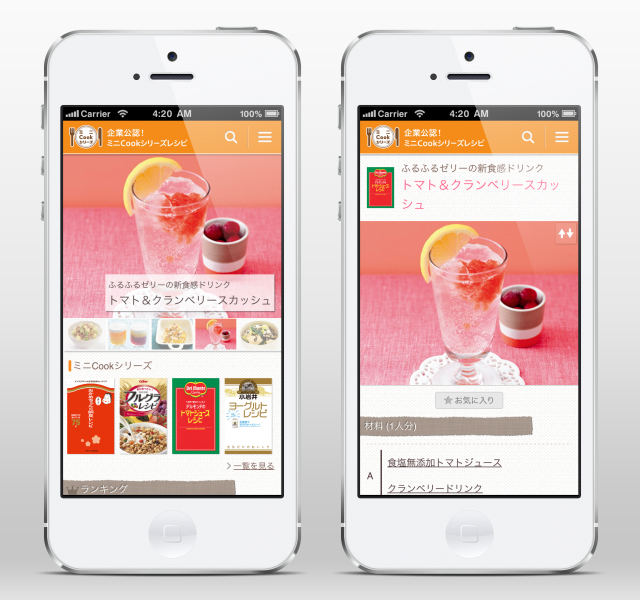 Carrier
4:20 AM
100%
ミニ
Cook
シリーズ
企業公認!
ミニCookシリーズレシピ
ふるふるゼリーの新食感ドリンク
トマト＆クランベリースカッシュ
ミニCookシリーズ
フルグラ
レシピ
Del Monte
デルモンテの
トマトジュース
レシピ
小岩井
ヨーグルト
レシピ
一覧を見る
ランキング
Carrier
4:20 AM
100%
ミニ
Cook
シリーズ
企業公認!
ミニCookシリーズレシピ
ふるふるゼリーの新食感ドリンク
トマト＆クランベリースカッ
シュ
お気に入り
材料 (1人分)
A
食塩無添加トマトジュース
クランベリードリンク